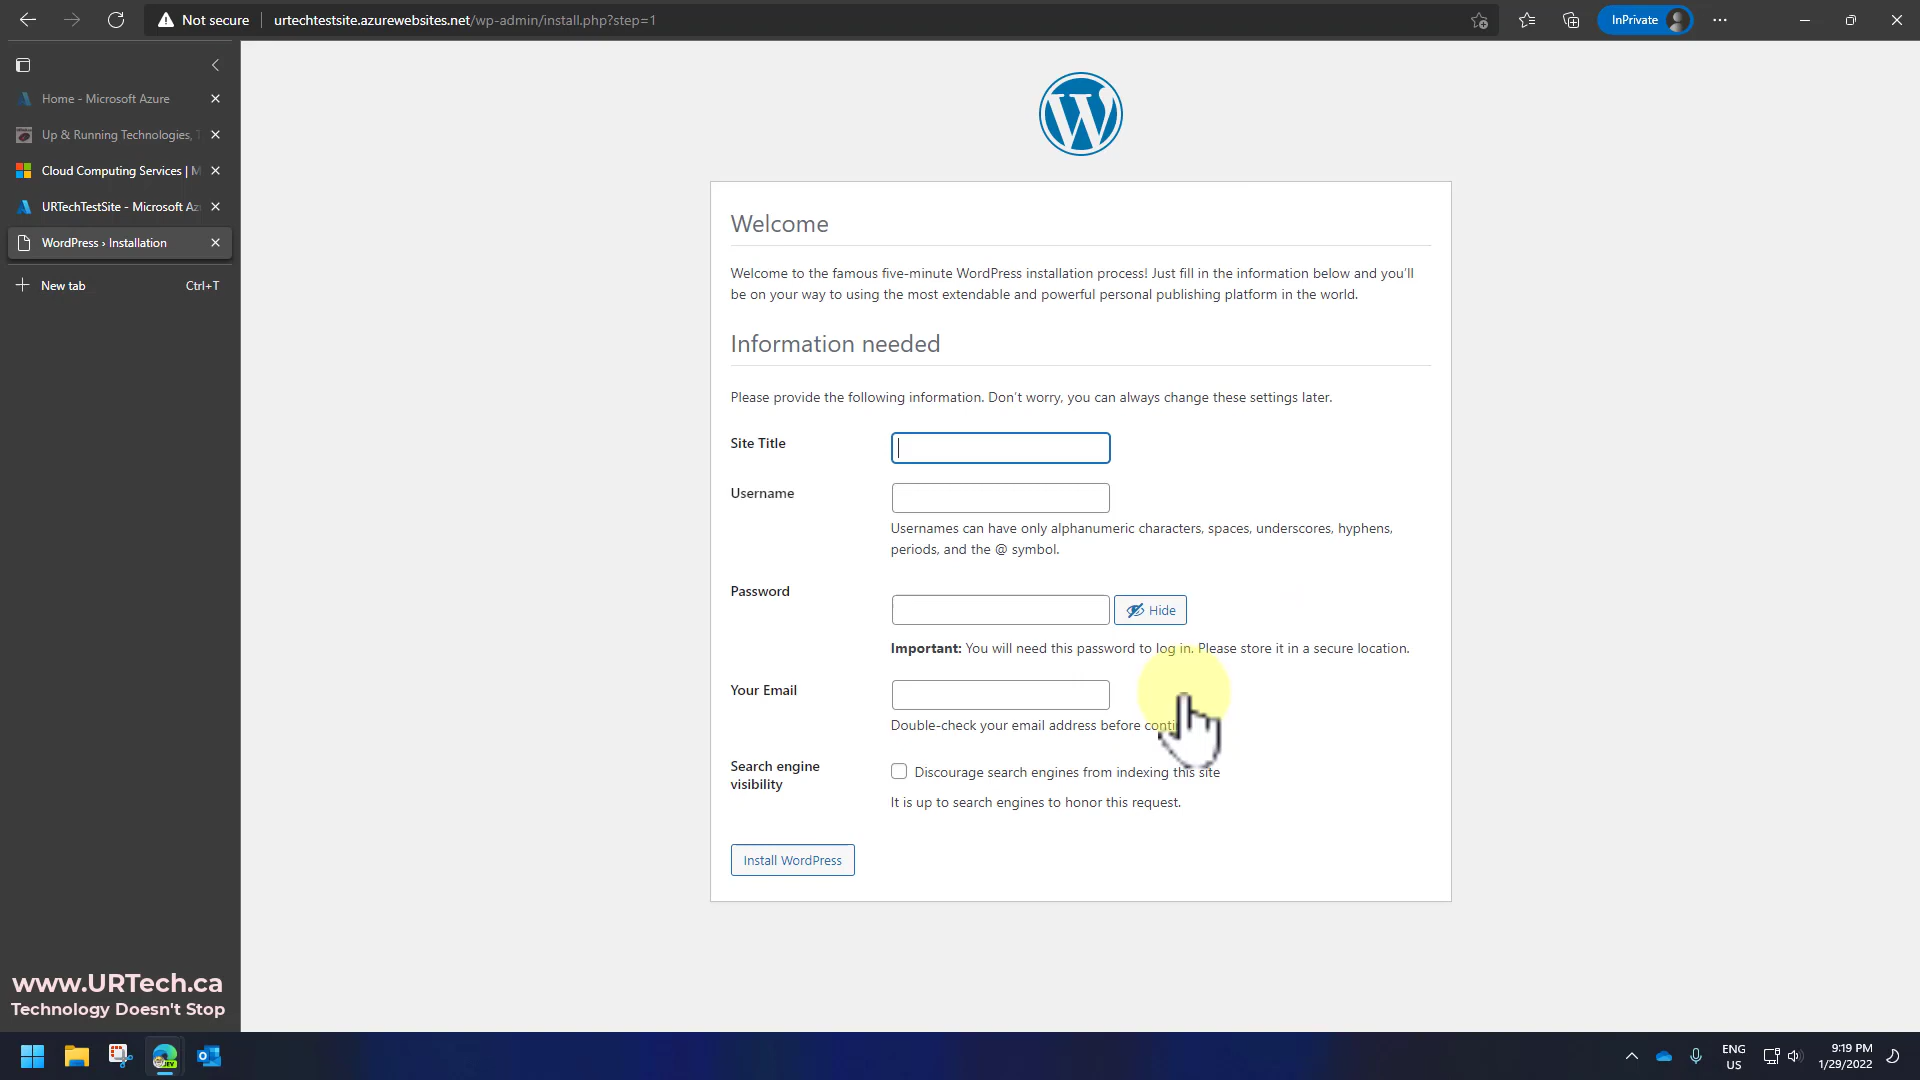 Not secure
urtechtestsite.azurewebsites.net/wp-admin/install.php?step=1
InPrivate
Home - Microsoft Azure
Up & Running Technologies, T
Cloud Computing Services | M
URTechTestSite - Microsoft Az
WordPress › Installation
New tab Ctrl+T
Welcome
Welcome to the famous five-minute WordPress installation process! Just fill in the information below and you’ll
be on your way to using the most extendable and powerful personal publishing platform in the world.
Information needed
Please provide the following information. Don’t worry, you can always change these settings later.
Site Title
Username
Usernames can have only alphanumeric characters, spaces, underscores, hyphens,
periods, and the @ symbol.
Password
Hide
Important: You will need this password to log in. Please store it in a secure location.
Your Email
Double-check your email address before
Search engine
visibility
Discourage search engines from indexing this site
It is up to search engines to honor this request.
Install WordPress
www.URTech.ca
Technology Doesn't Stop
ENG
US
9:19 PM
1/29/2022